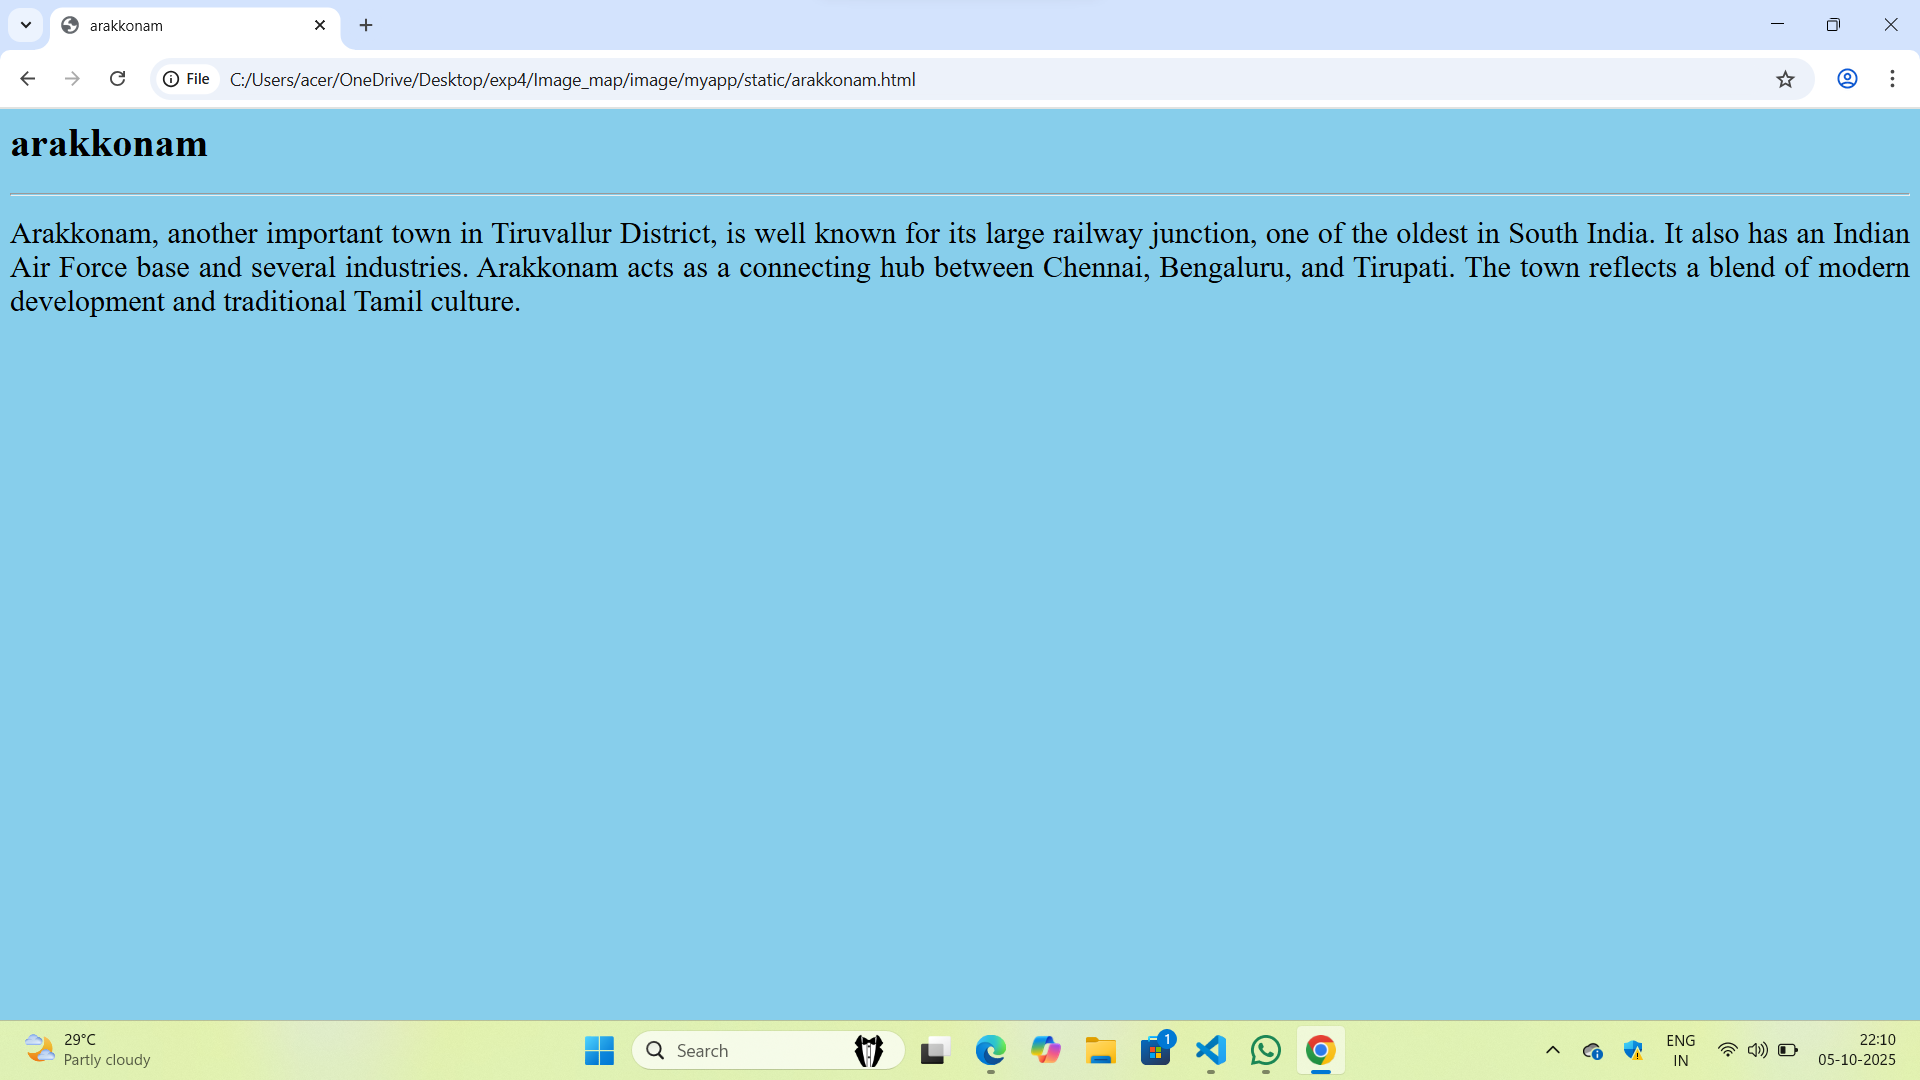 arakkonam
File
C:/Users/acer/OneDrive/Desktop/exp4/Image_map/image/myapp/static/arakkonam.html
arakkonam
Arakkonam, another important town in Tiruvallur District, is well known for its large railway junction, one of the oldest in South India. It also has an Indian
Air Force base and several industries. Arakkonam acts as a connecting hub between Chennai, Bengaluru, and Tirupati. The town reflects a blend of modern
development and traditional Tamil culture.
29°C
Partly cloudy
Search
1
ENG
IN
22:10
05-10-2025